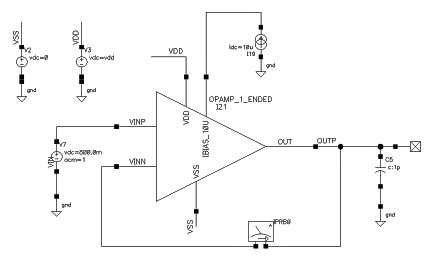 VSS
V2
vdc=0
gnd
VDD
V3
vdc=vdd
gnd
VDD
idc=10u
I19
gnd
OPAMP_1_ENDED
I21
VDD
IBIAS_10U
VSS
VINP
VINN
OUT
OUTP
VIN
V7
vdc=800.0m
acm=1
gnd
VSS
IPRB0
C5
c:1p
gnd